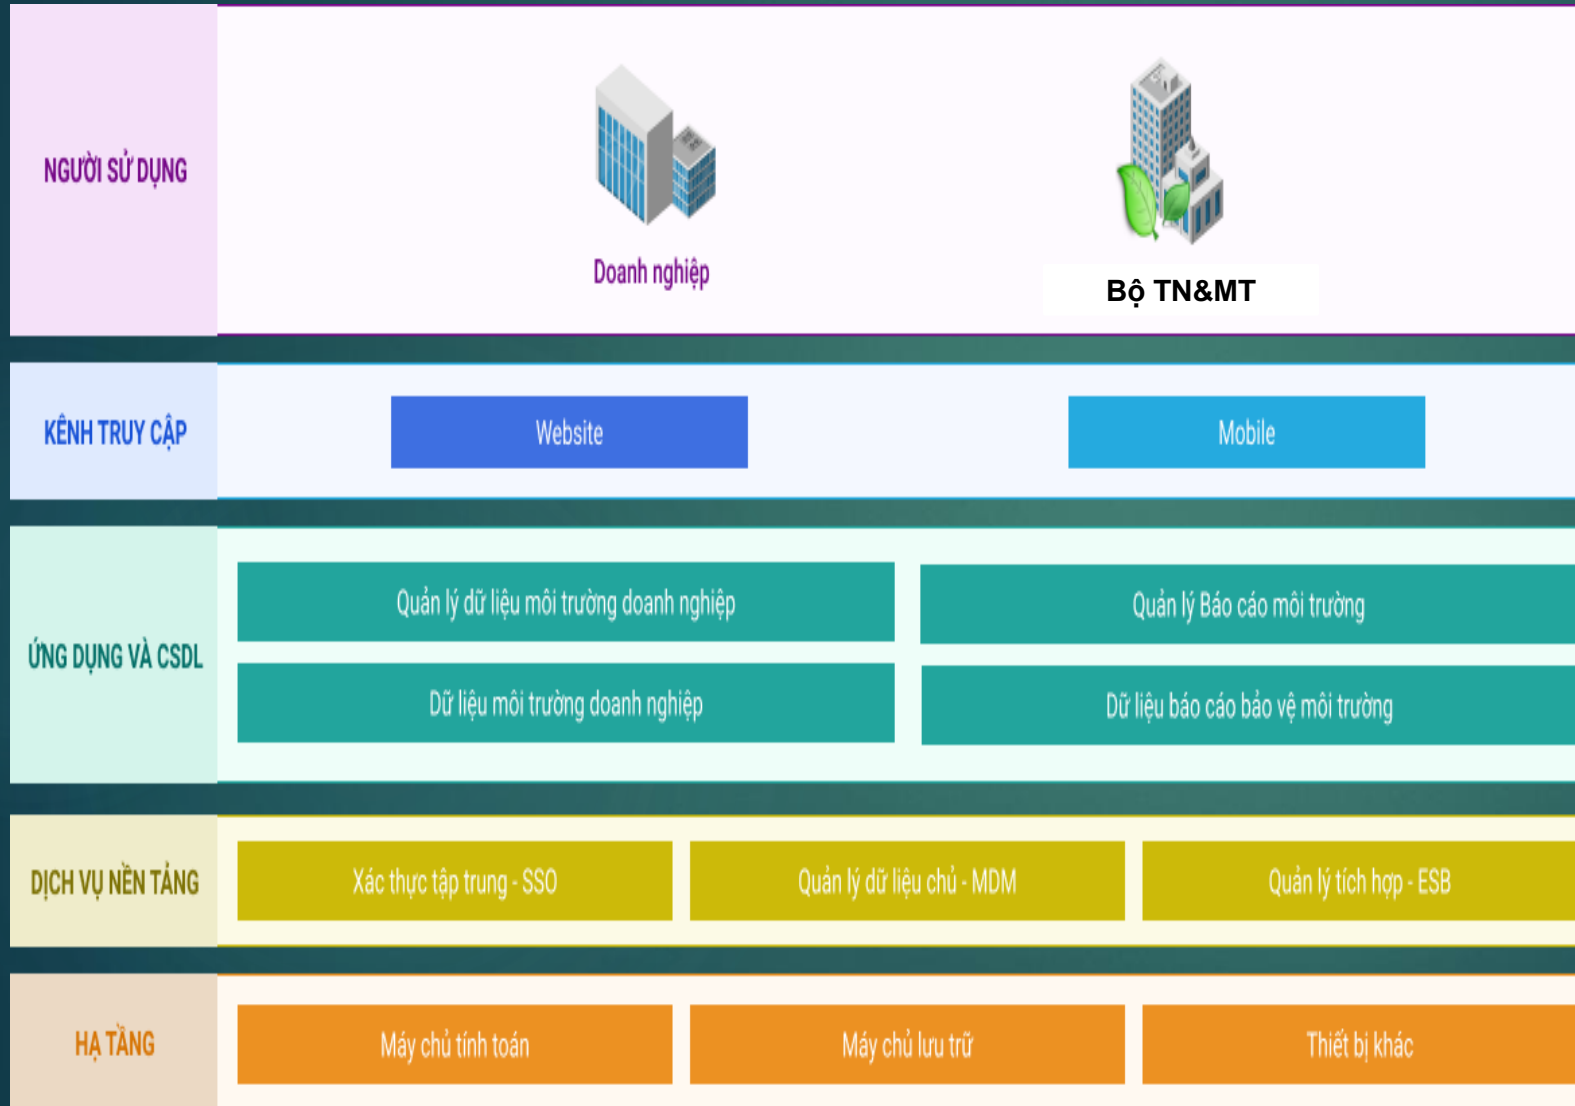 NGƯỜI SỬ DỤNG
Doanh nghiệp
Bộ TN&MT
KÊNH TRUY CẬP
Website
Mobile
ỨNG DỤNG VÀ CSDL
Quản lý dữ liệu môi trường doanh nghiệp
Quản lý Báo cáo môi trường
Dữ liệu môi trường doanh nghiệp
Dữ liệu báo cáo bảo vệ môi trường
DỊCH VỤ NỀN TẢNG
Xác thực tập trung - SSO
Quản lý dữ liệu chủ - MDM
Quản lý tích hợp - ESB
HẠ TẦNG
Máy chủ tính toán
Máy chủ lưu trữ
Thiết bị khác